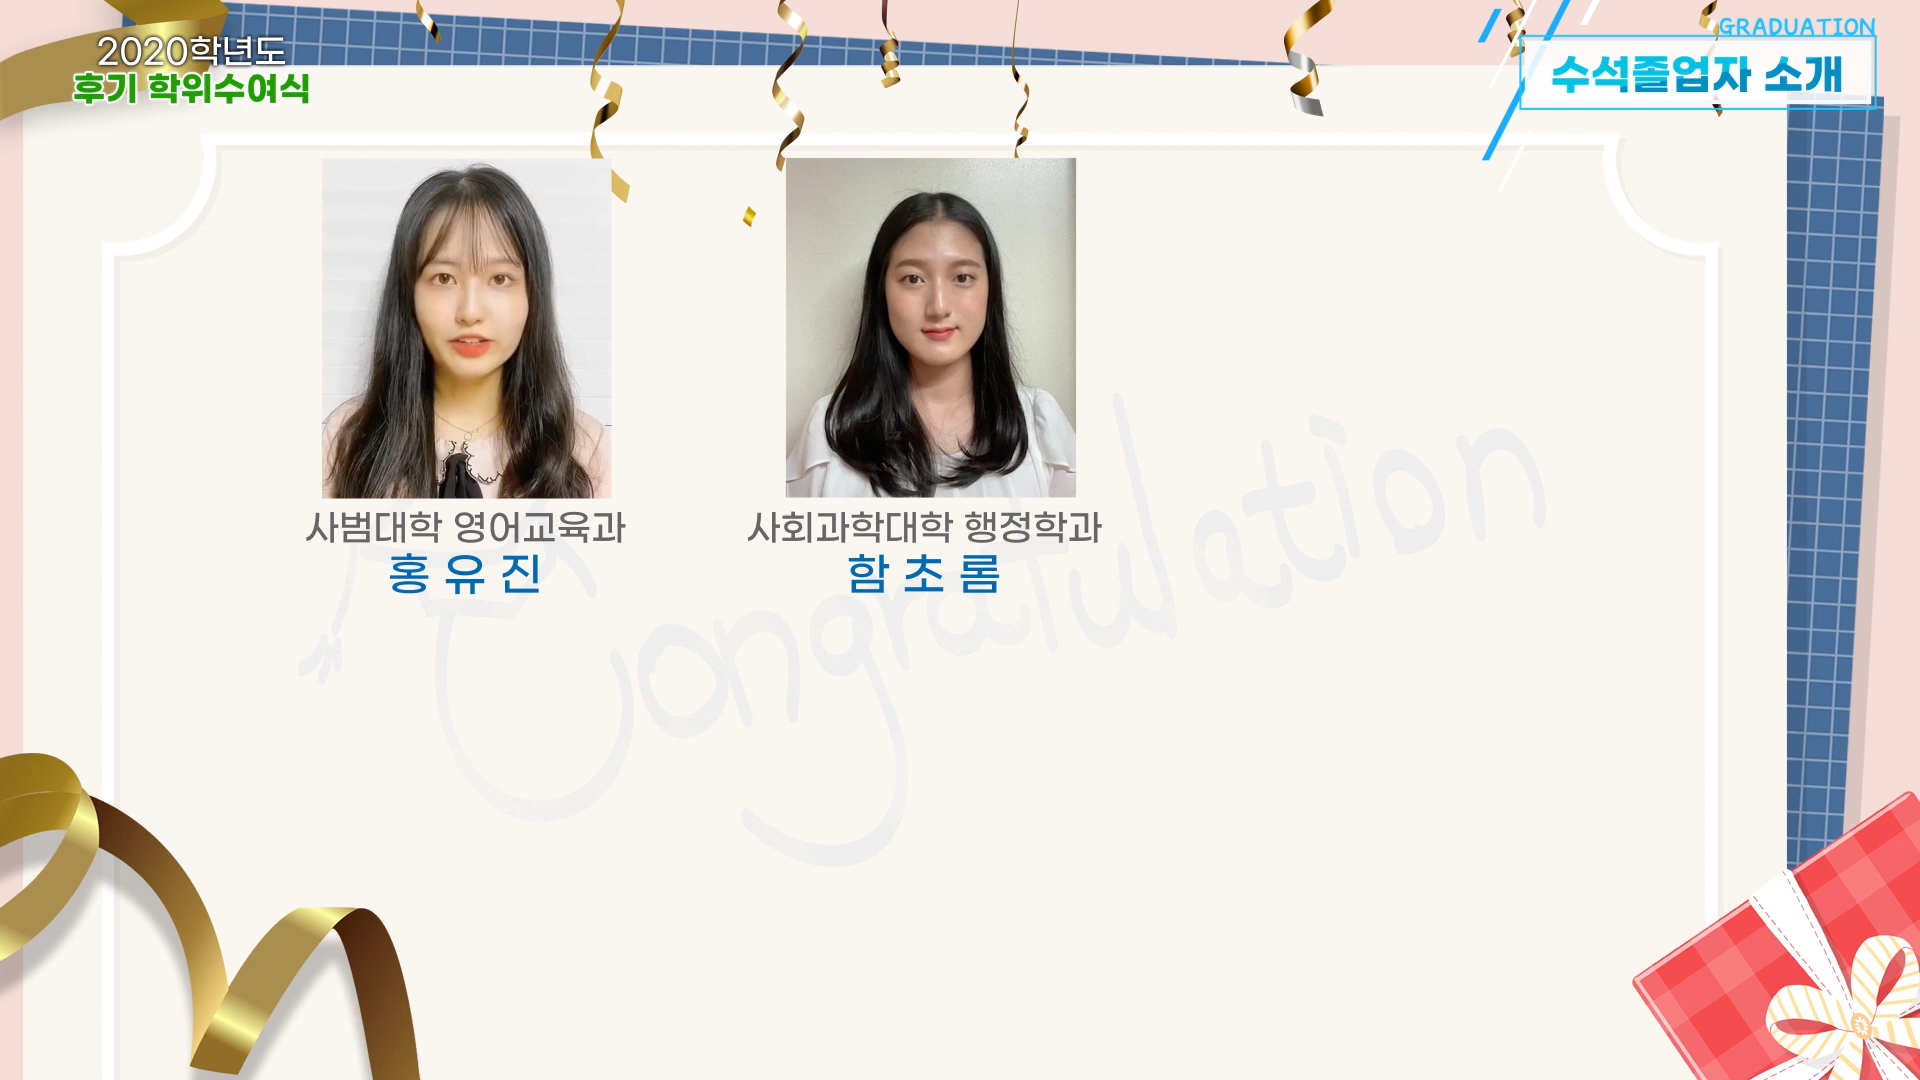 2020학년도
후기 학위수여식
GRADUATION
수석졸업자 소개
사범대학 영어교육과
홍유진
사회과학대학 행정학과
함초롬
Congratulation